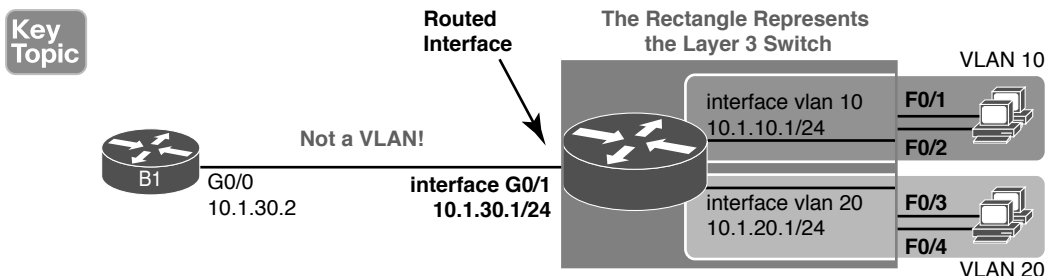 Key
Topic
Routed
Interface
The Rectangle Represents
the Layer 3 Switch
VLAN 10
interface vlan 10
10.1.10.1/24
F0/1
F0/2
Not a VLAN!
B1
G0/0
10.1.30.2
interface G0/1
10.1.30.1/24
interface vlan 20
10.1.20.1/24
F0/3
F0/4
VLAN 20